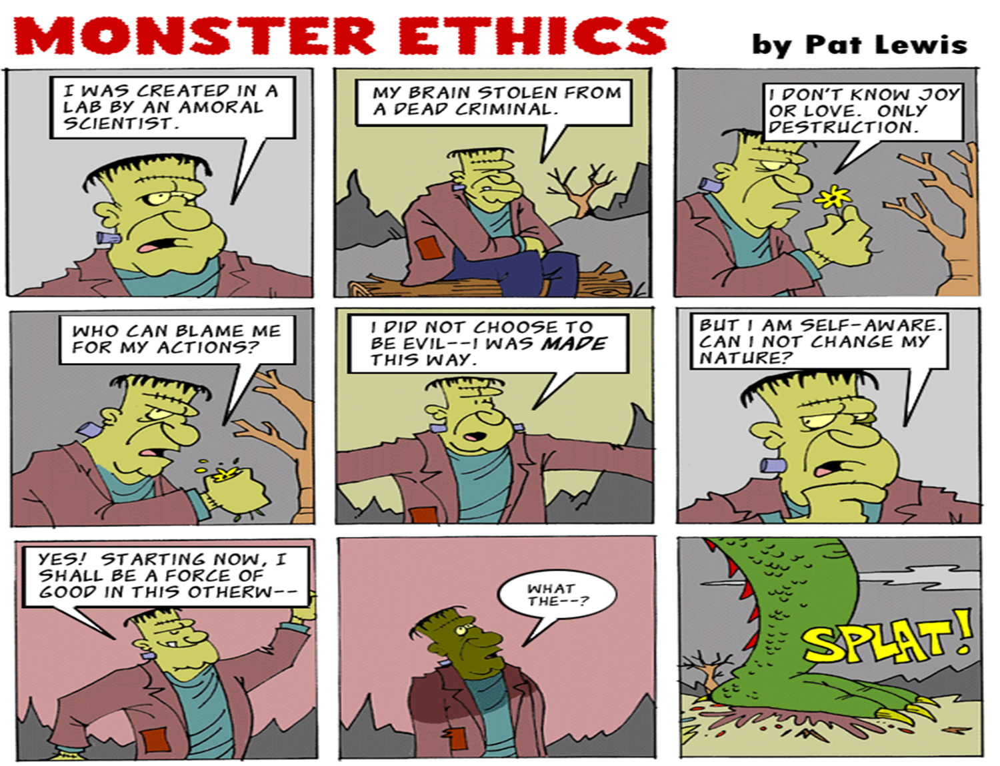 MONSTER ETHICS
by Pat Lewis
I WAS CREATED IN A
LAB BY AN AMORAL
SCIENTIST.
MY BRAIN STOLEN FROM
A DEAD CRIMINAL.
I DON'T KNOW JOY
OR LOVE. ONLY
DESTRUCTION.
WHO CAN BLAME ME
FOR MY ACTIONS?
I DID NOT CHOOSE TO
BE EVIL--I WAS MADE
THIS WAY.
BUT I AM SELF-AWARE.
CAN I NOT CHANGE MY
NATURE?
YES! STARTING NOW, I
SHALL BE A FORCE OF
GOOD IN THIS OTHERW--
WHAT
THE--?
SPLAT!